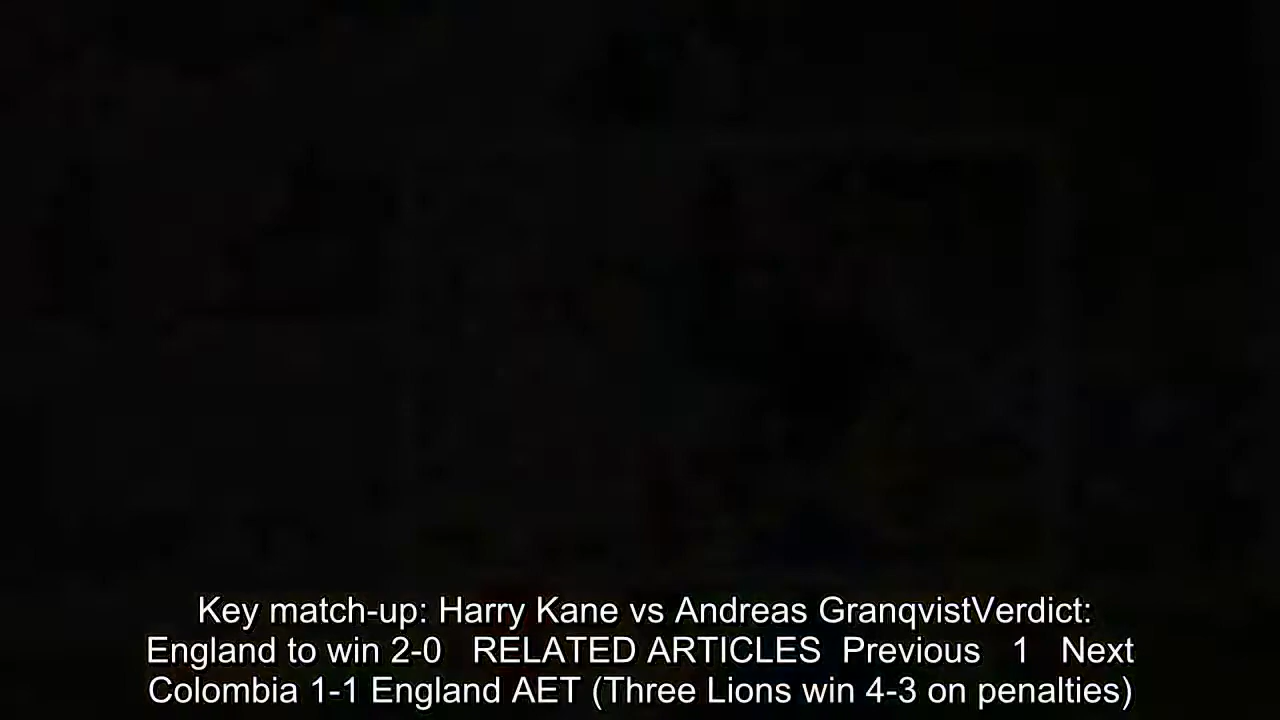 Key match-up: Harry Kane vs Andreas GranqvistVerdict:
England to win 2-0 RELATED ARTICLES Previous 1 Next
Colombia 1-1 England AET (Three Lions win 4-3 on penalties)